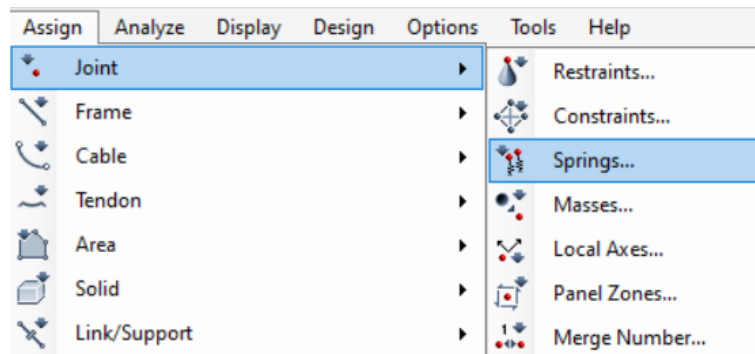 Assign Analyze Display Design Options Tools Help
Joint
Frame
Cable
Tendon
Area
Solid
Link/Support
Restraints...
Constraints...
Springs...
Masses...
Local Axes...
Panel Zones...
1
Merge Number...